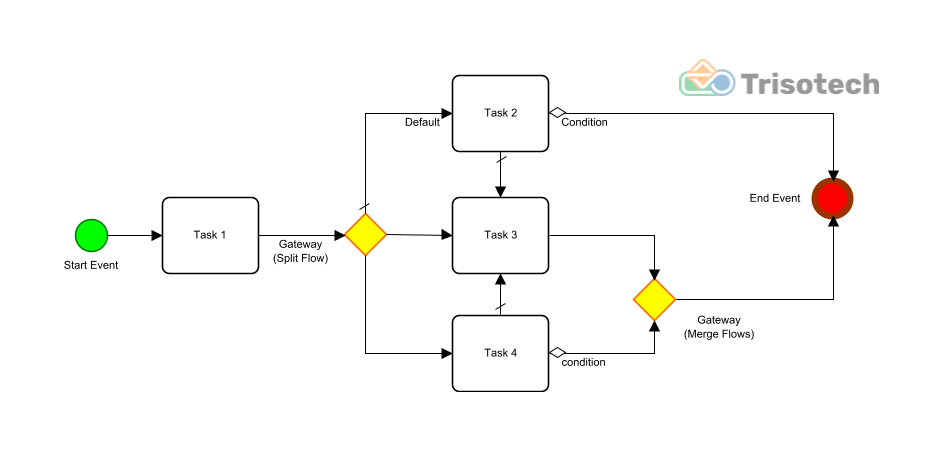 Trisotech
Task 2
Default
Condition
End Event
Task 1
Task 3
Gateway
(Split Flow)
Start Event
Gateway
(Merge Flows)
Task 4
condition